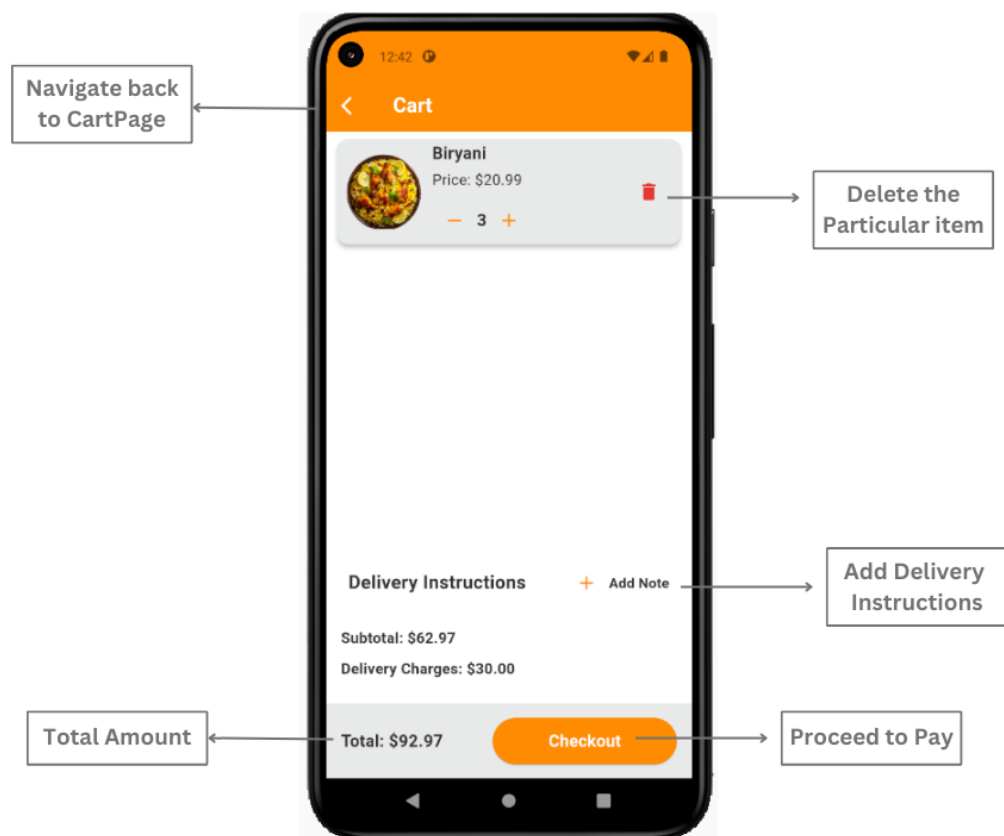 12:42
Navigate back
to CartPage
Cart
Biryani
Price: $20.99
3
Delete the
Particular item
Delivery Instructions
+ Add Note
Add Delivery
Instructions
Subtotal: $62.97
Delivery Charges: $30.00
Total Amount
Total: $92.97
Checkout
Proceed to Pay